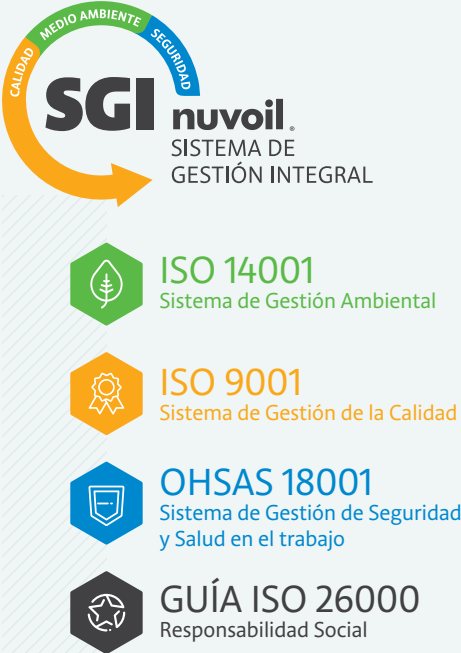 CALIDAD
MEDIO AMBIENTE
SEGURIDAD
SGI nuvoil.
SISTEMA DE
GESTIÓN INTEGRAL
ISO 14001
Sistema de Gestión Ambiental
ISO 9001
Sistema de Gestión de la Calidad
OHSAS 18001
Sistema de Gestión de Seguridad
y Salud en el trabajo
GUÍA ISO 26000
Responsabilidad Social